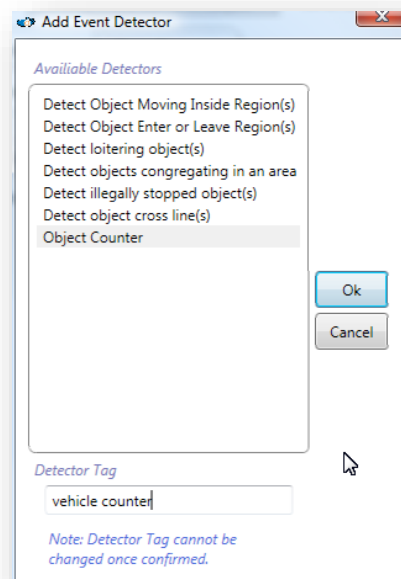 Add Event Detector
Availiable Detectors
Detect Object Moving Inside Region(s)
Detect Object Enter or Leave Region(s)
Detect loitering object(s)
Detect objects congregating in an area
Detect illegally stopped object(s)
Detect object cross line(s)
Object Counter
Ok
Cancel
Detector Tag
vehicle counter
Note: Detector Tag cannot be
changed once confirmed.